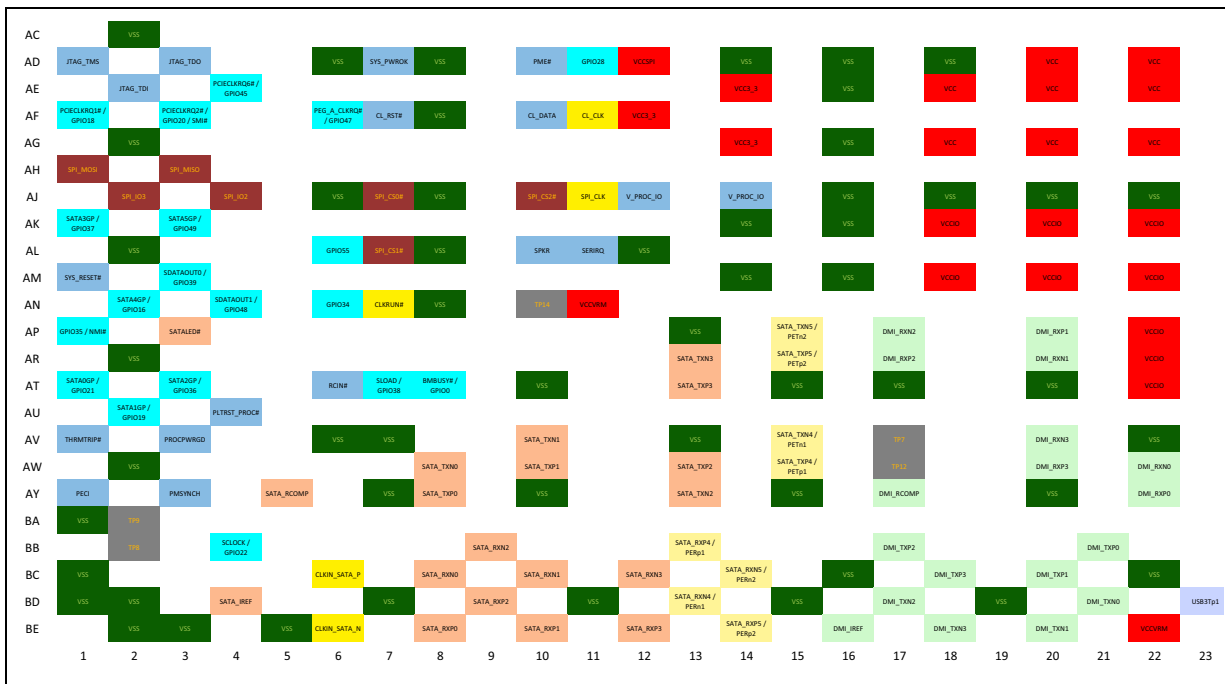 AC VSS
AD JTAG_TMS JTAG_TDO VSS SYS_PWROK VSS PME# GPIO28 VCCSPI VSS VSS VSS VCC VCC
AE JTAG_TDI PCIECLKRQ6# / GPIO45 VCC3_3 VSS VCC VCC VCC
AF PCIECLKRQ1# / GPIO18 PCIECLKRQ2# / GPIO20 / SMI# PEG_A_CLKRQ# / GPIO47 CL_RST# VSS CL_DATA CL_CLK VCC3_3
AG VSS VCC3_3 VSS VCC VCC VCC
AH SPI_MOSI SPI_MISO
AJ SPI_IO3 SPI_IO2 VSS SPI_CS0# VSS SPI_CS2# SPI_CLK V_PROC_IO V_PROC_IO VSS VSS VSS VSS
AK SATA3GP / GPIO37 SATA5GP / GPIO49 VSS VSS VCCIO VCCIO VCCIO
AL VSS GPIO55 SPI_CS1# VSS SPKR SERIRQ VSS
AM SYS_RESET# SDATAOUT0 / GPIO39 VSS VSS VCCIO VCCIO VCCIO
AN SATA4GP / GPIO16 SDATAOUT1 / GPIO48 GPIO34 CLKRUN# VSS TP14 VCCVRM
AP GPIO35 / NMI# SATALED# VSS SATA_TXN5 / PETn2 DMI_RXN2 DMI_RXP1 VCCIO
AR VSS SATA_TXN3 SATA_TXP5 / PETp2 DMI_RXP2 DMI_RXN1 VCCIO
AT SATA0GP / GPIO21 SATA2GP / GPIO36 RCIN# SLOAD / GPIO38 BMBUSY# / GPIO0 VSS SATA_TXP3 VSS VSS VSS VCCIO
AU SATA1GP / GPIO19 PLTRST_PROC#
AV THRMTRIP# PROCPWRGD VSS VSS SATA_TXN1 VSS SATA_TXN4 / PETn1 TP7 DMI_RXN3 VSS
AW VSS SATA_TXN0 SATA_TXP1 SATA_TXP2 SATA_TXP4 / PETp1 TP12 DMI_RXP3 DMI_RXN0
AY PECI PMSYNCH SATA_RCOMP VSS SATA_TXP0 VSS SATA_TXN2 VSS DMI_RCOMP VSS DMI_RXP0
BA VSS TP9
BB TP8 SCLOCK / GPIO22 SATA_RXN2 SATA_RXP4 / PERp1 DMI_TXP2 DMI_TXP0
BC VSS CLKIN_SATA_P SATA_RXN0 SATA_RXN1 SATA_RXN3 SATA_RXN5 / PERn2 VSS DMI_TXP3 DMI_TXP1 VSS
BD VSS VSS SATA_IREF VSS SATA_RXP2 VSS SATA_RXN4 / PERn1 VSS DMI_TXN2 VSS DMI_TXN0 USB3Tp1
BE VSS VSS VSS CLKIN_SATA_N SATA_RXP0 SATA_RXP1 SATA_RXP3 SATA_RXP5 / PERp2 DMI_IREF DMI_TXN3 DMI_TXN1 VCCVRM
1 2 3 4 5 6 7 8 9 10 11 12 13 14 15 16 17 18 19 20 21 22 23